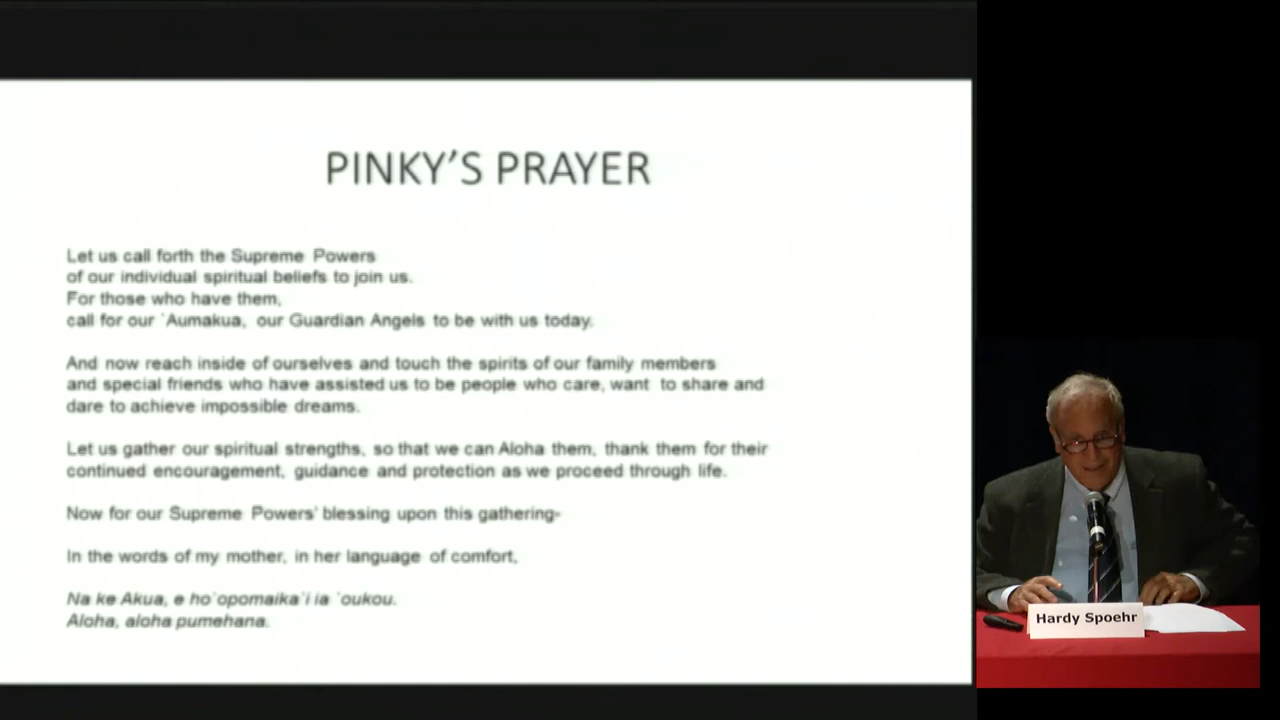 PINKY’S PRAYER
Let us call forth the Supreme Powers
of our individual spiritual beliefs to join us.
For those who have them,
call for our `Aumakua, our Guardian Angels to be with us today.
And now reach inside of ourselves and touch the spirits of our family members
and special friends who have assisted us to be people who care, want to share and
dare to achieve impossible dreams.
Let us gather our spiritual strengths, so that we can Aloha them, thank them for their
continued encouragement, guidance and protection as we proceed through life.
Now for our Supreme Powers’ blessing upon this gathering-
In the words of my mother, in her language of comfort,
Na ke Akua, e ho`opomaika`i ia `oukou.
Aloha, aloha pumehana.
Hardy Spoehr